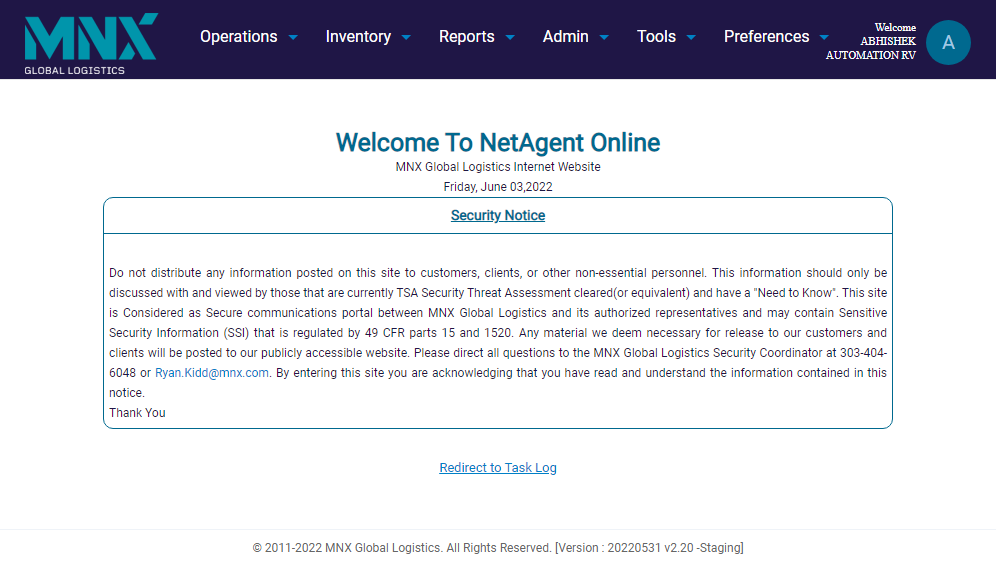 MNX
GLOBAL LOGISTICS
Operations Inventory Reports Admin Tools Preferences
Welcome
ABHISHEK
AUTOMATION RV
A
Welcome To NetAgent Online
MNX Global Logistics Internet Website
Friday, June 03,2022
Security Notice
Do not distribute any information posted on this site to customers, clients, or other non-essential personnel. This information should only be
discussed with and viewed by those that are currently TSA Security Threat Assessment cleared(or equivalent) and have a "Need to Know". This site
is Considered as Secure communications portal between MNX Global Logistics and its authorized representatives and may contain Sensitive
Security Information (SSI) that is regulated by 49 CFR parts 15 and 1520. Any material we deem necessary for release to our customers and
clients will be posted to our publicly accessible website. Please direct all questions to the MNX Global Logistics Security Coordinator at 303-404-
6048 or Ryan.Kidd@mnx.com. By entering this site you are acknowledging that you have read and understand the information contained in this
notice.
Thank You
Redirect to Task Log
© 2011-2022 MNX Global Logistics. All Rights Reserved. [Version : 20220531 v2.20 -Staging]